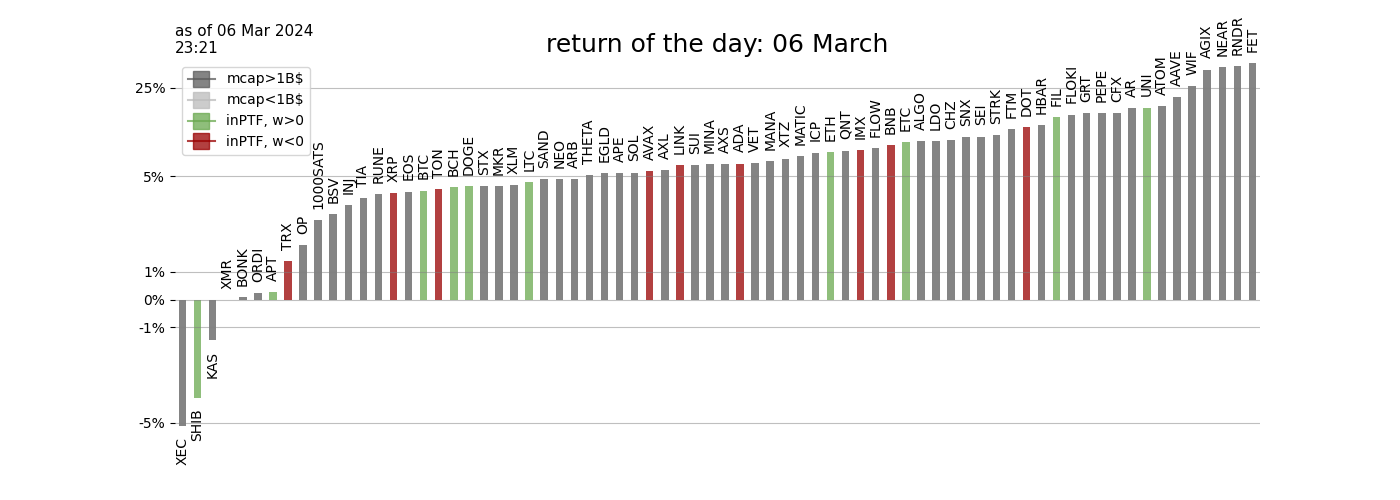 as of 06 Mar 2024
23:21
return of the day: 06 March
mcap>1B$
mcap<1B$
inPTF, w>0
inPTF, w<0
25%
5%
1%
0%
-1%
-5%
XEC
SHIB
KAS
XMR
BONK
ORDI
APT
TRX
OP
1000SATS
BSV
INJ
TIA
RUNE
XRP
EOS
BTC
TON
BCH
DOGE
STX
MKR
XLM
LTC
SAND
NEO
ARB
THETA
EGLD
APE
SOL
AVAX
AXL
LINK
SUI
MINA
AXS
ADA
VET
MANA
XTZ
MATIC
ICP
ETH
QNT
IMX
FLOW
BNB
ETC
ALGO
LDO
CHZ
SNX
SEI
STRK
FTM
DOT
HBAR
FIL
FLOKI
GRT
PEPE
CFX
AR
UNI
ATOM
AAVE
WIF
AGIX
NEAR
RNDR
FET